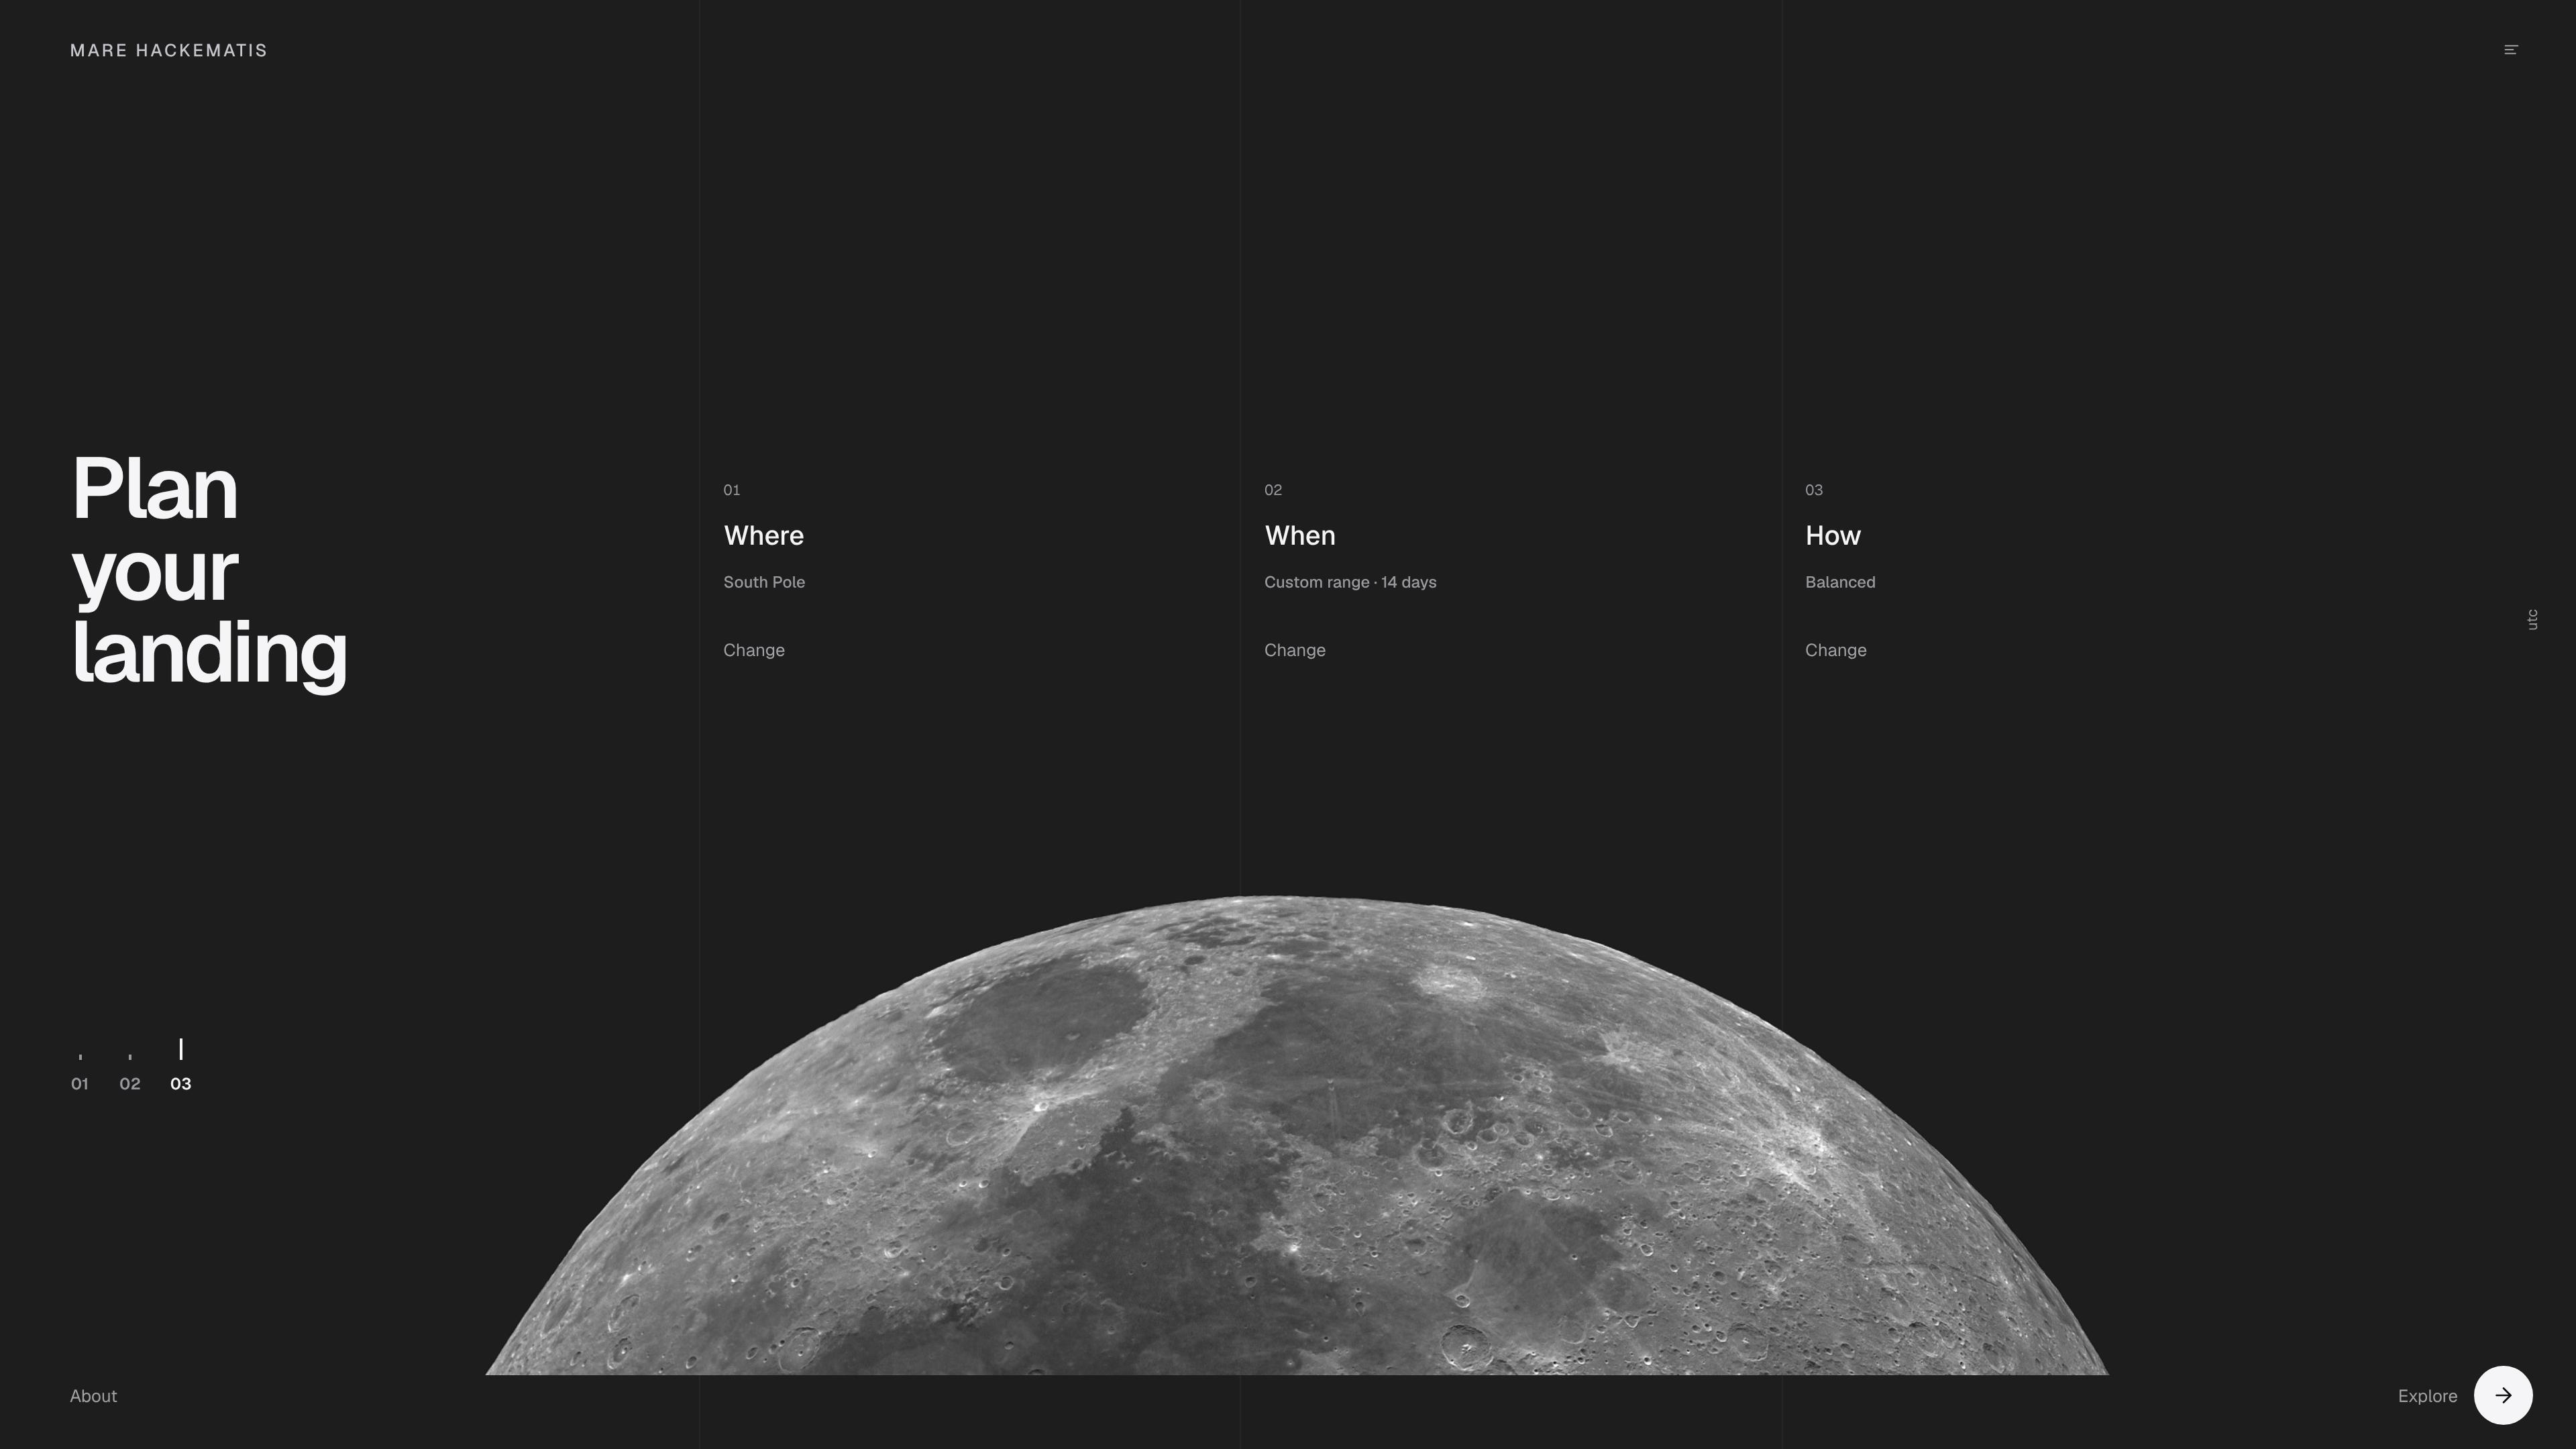 MARE HACKEMATIS
Plan
your
landing
01
Where
South Pole
Change
02
When
Custom range · 14 days
Change
03
How
Balanced
Change
utc
01 02 03
About
Explore